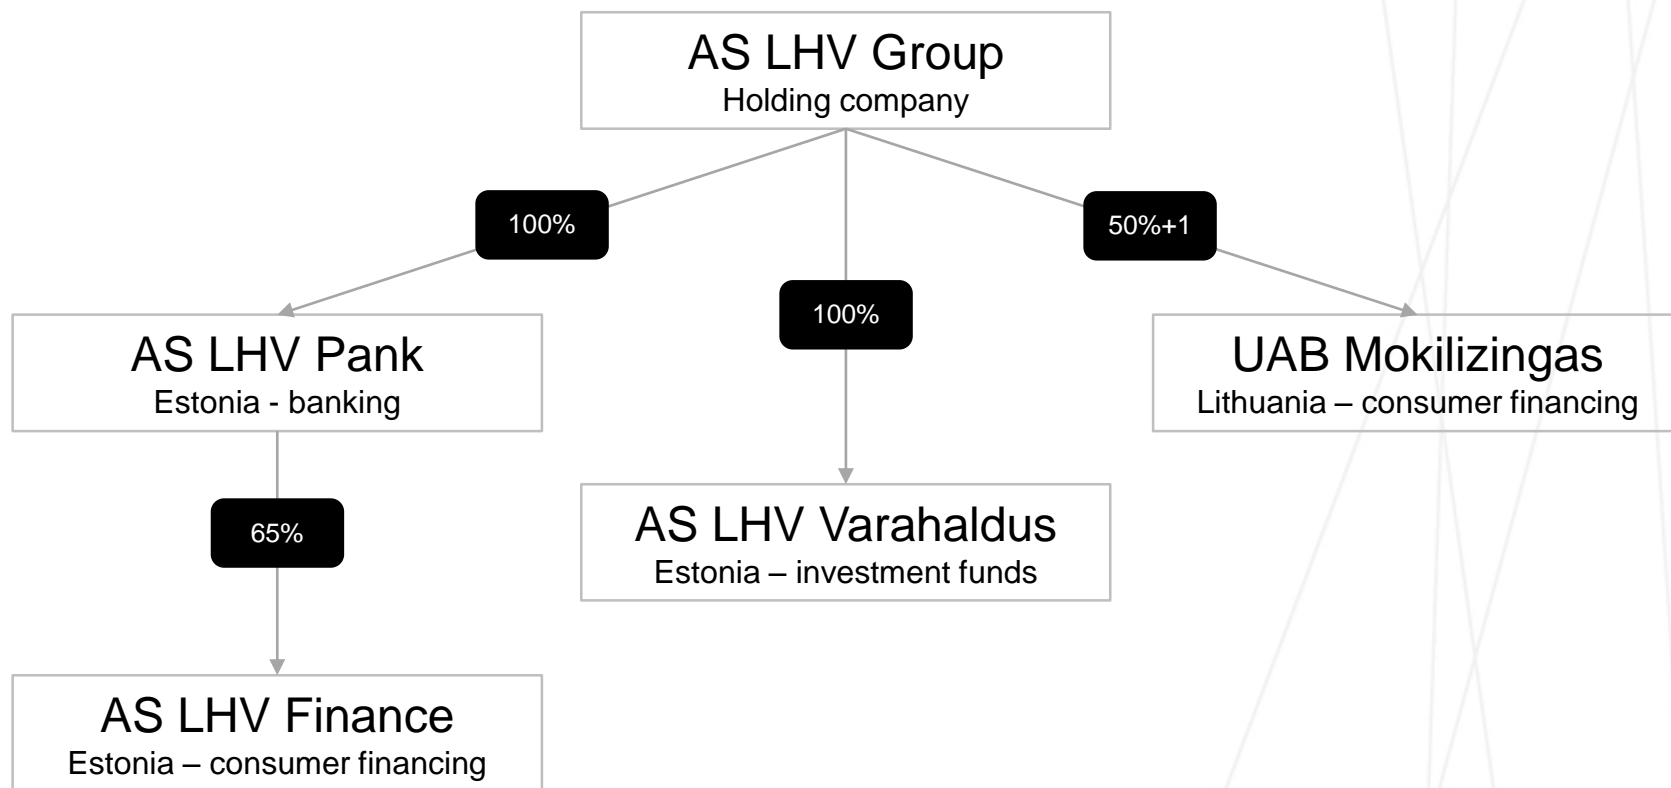 AS LHV Group
Holding company
100%
50%+1
100%
AS LHV Pank
Estonia - banking
UAB Mokilizingas
Lithuania – consumer financing
65%
AS LHV Varahaldus
Estonia – investment funds
AS LHV Finance
Estonia – consumer financing